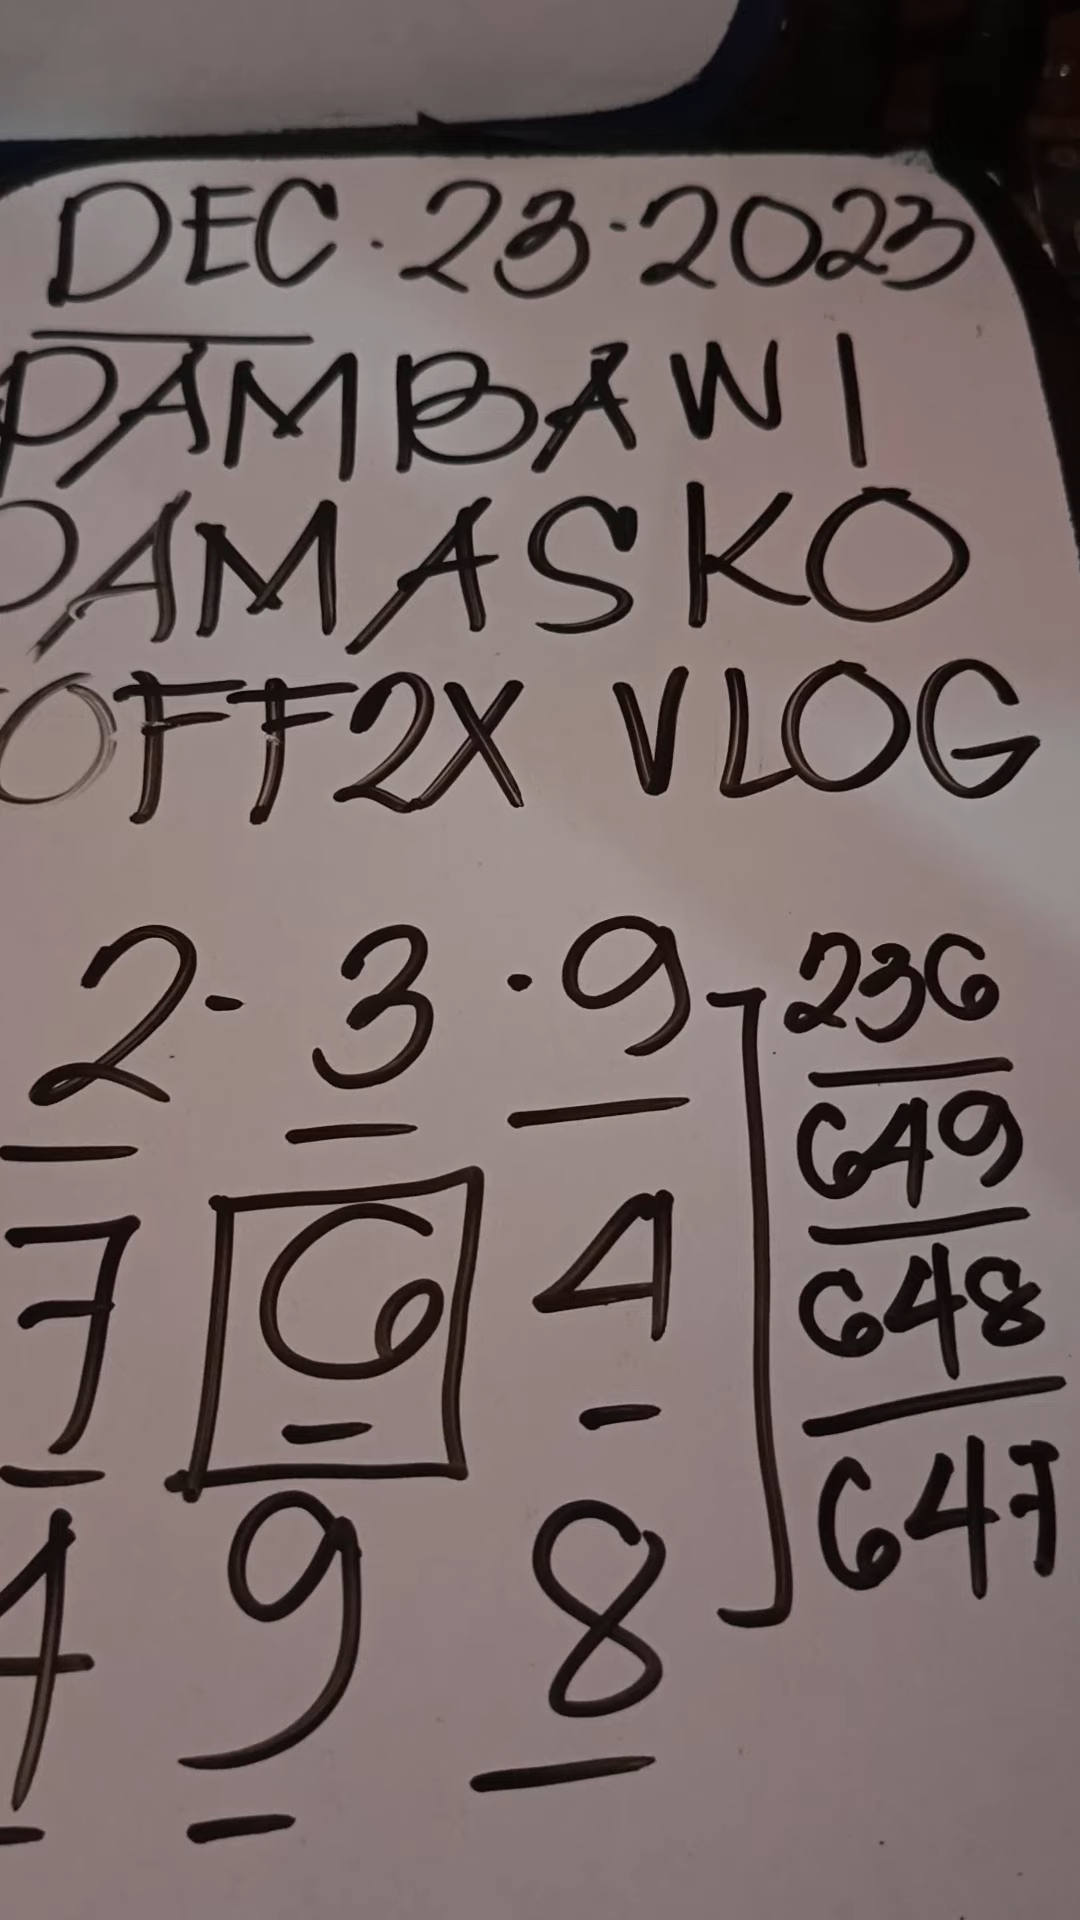 DEC. 23. 2023
PAMBAWI
PAMASKO
OFF2X VLOG
2. 3 . 9
7 6 4
4 9 8
236
649
648
647